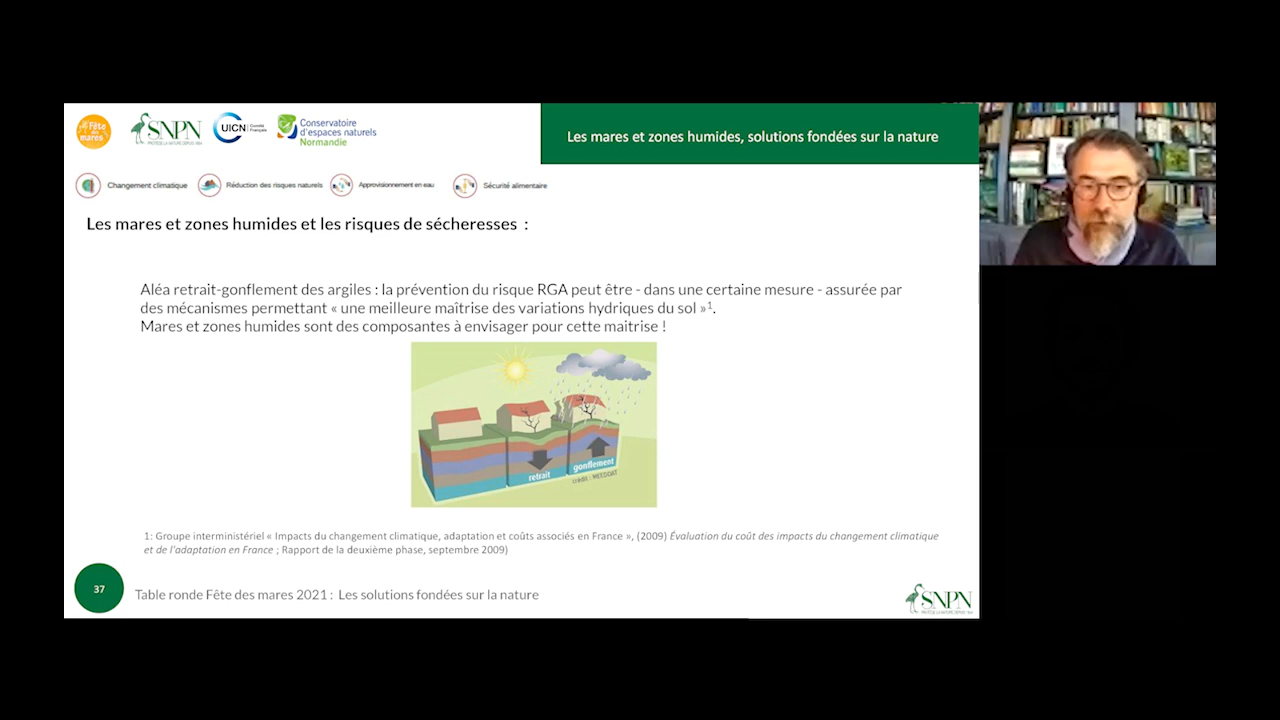 Fête
des
mares
SNPN
PROTÈGE LA NATURE DEPUIS 1854
UICN
Comité
Français
Conservatoire
d'espaces naturels
Normandie
Les mares et zones humides, solutions fondées sur la nature
Changement climatique
Réduction des risques naturels
Approvisionnement en eau
Sécurité alimentaire
Les mares et zones humides et les risques de sécheresses :
Aléa retrait-gonflement des argiles : la prévention du risque RGA peut être - dans une certaine mesure - assurée par
des mécanismes permettant « une meilleure maîtrise des variations hydriques du sol »¹.
Mares et zones humides sont des composantes à envisager pour cette maitrise !
retrait
gonflement
crédit : MEEDDAT
1: Groupe interministériel « Impacts du changement climatique, adaptation et coûts associés en France », (2009) Évaluation du coût des impacts du changement climatique
et de l'adaptation en France ; Rapport de la deuxième phase, septembre 2009)
37
Table ronde Fête des mares 2021 : Les solutions fondées sur la nature
SNPN
PROTÈGE LA NATURE DEPUIS 1854